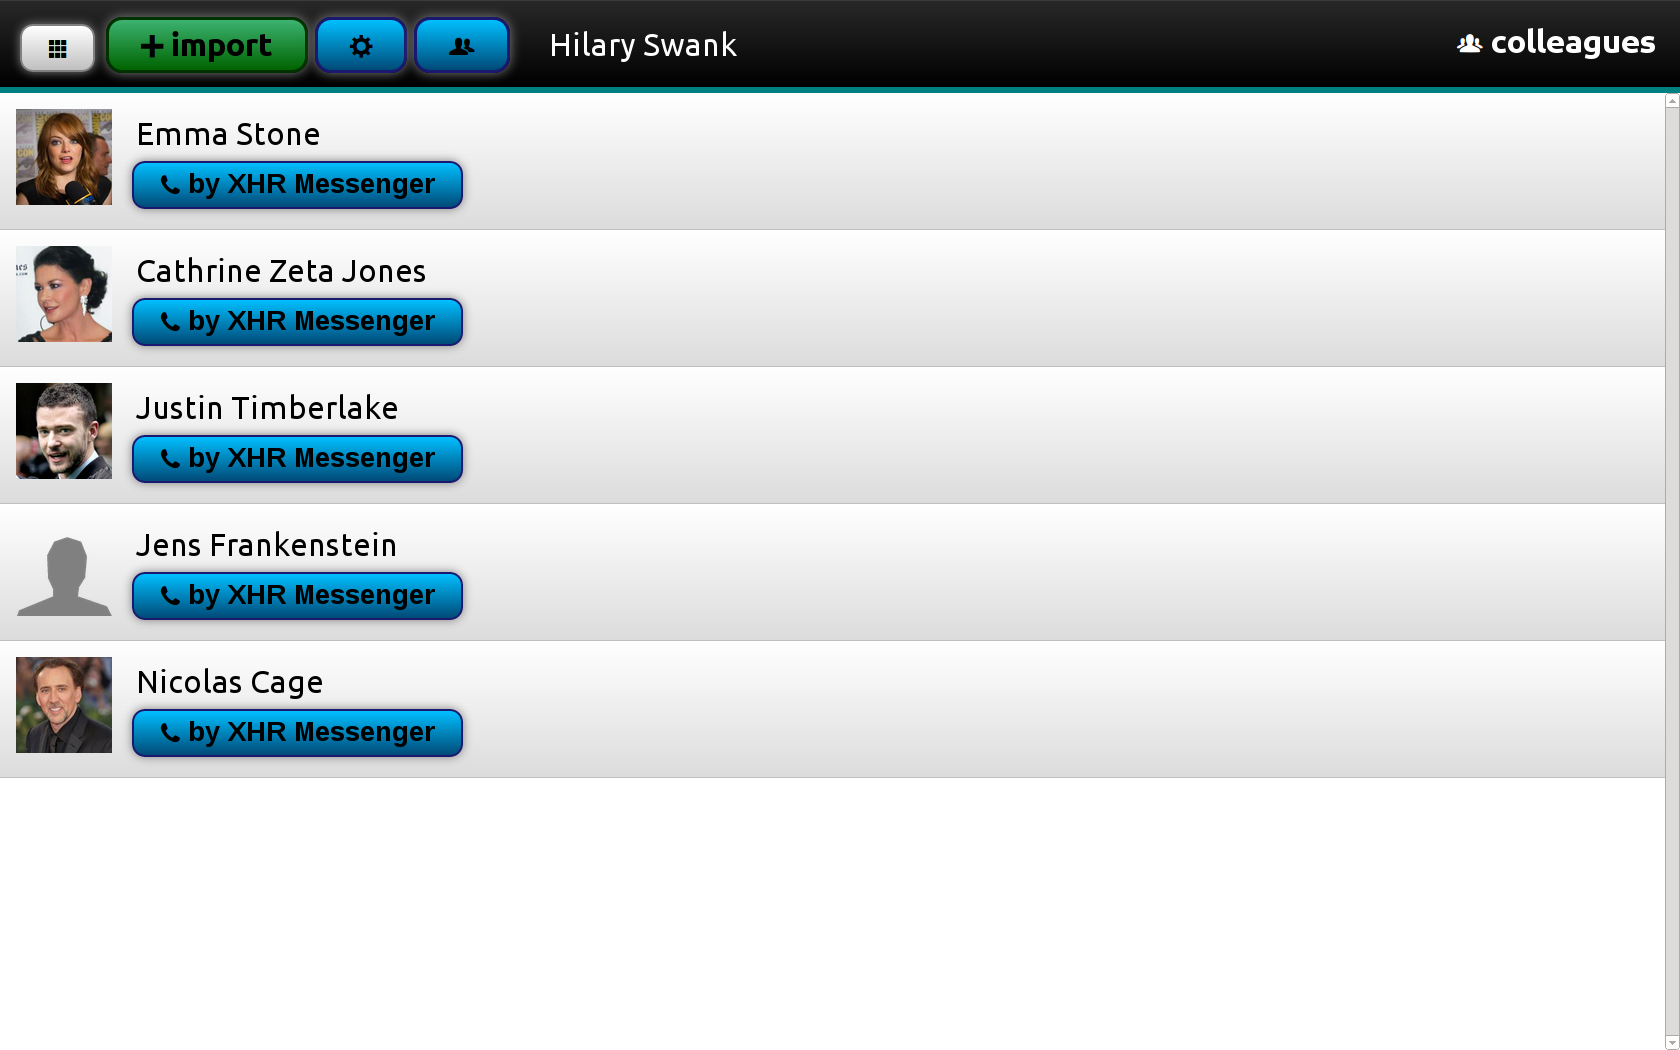 import
Hilary Swank
colleagues
Emma Stone
by XHR Messenger
Cathrine Zeta Jones
by XHR Messenger
Justin Timberlake
by XHR Messenger
Jens Frankenstein
by XHR Messenger
Nicolas Cage
by XHR Messenger